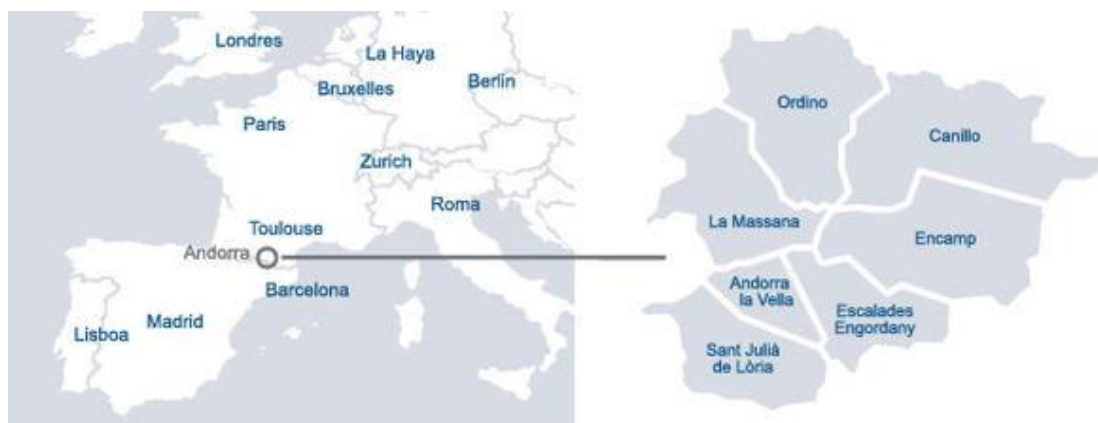 Londres
La Haya
Bruxelles
Berlín
París
Zurich
Roma
Toulouse
Andorra
Barcelona
Madrid
Lisboa
Ordino
Canillo
La Massana
Encamp
Andorra
la Vella
Escalades
Engordany
Sant Julià
de Lòria